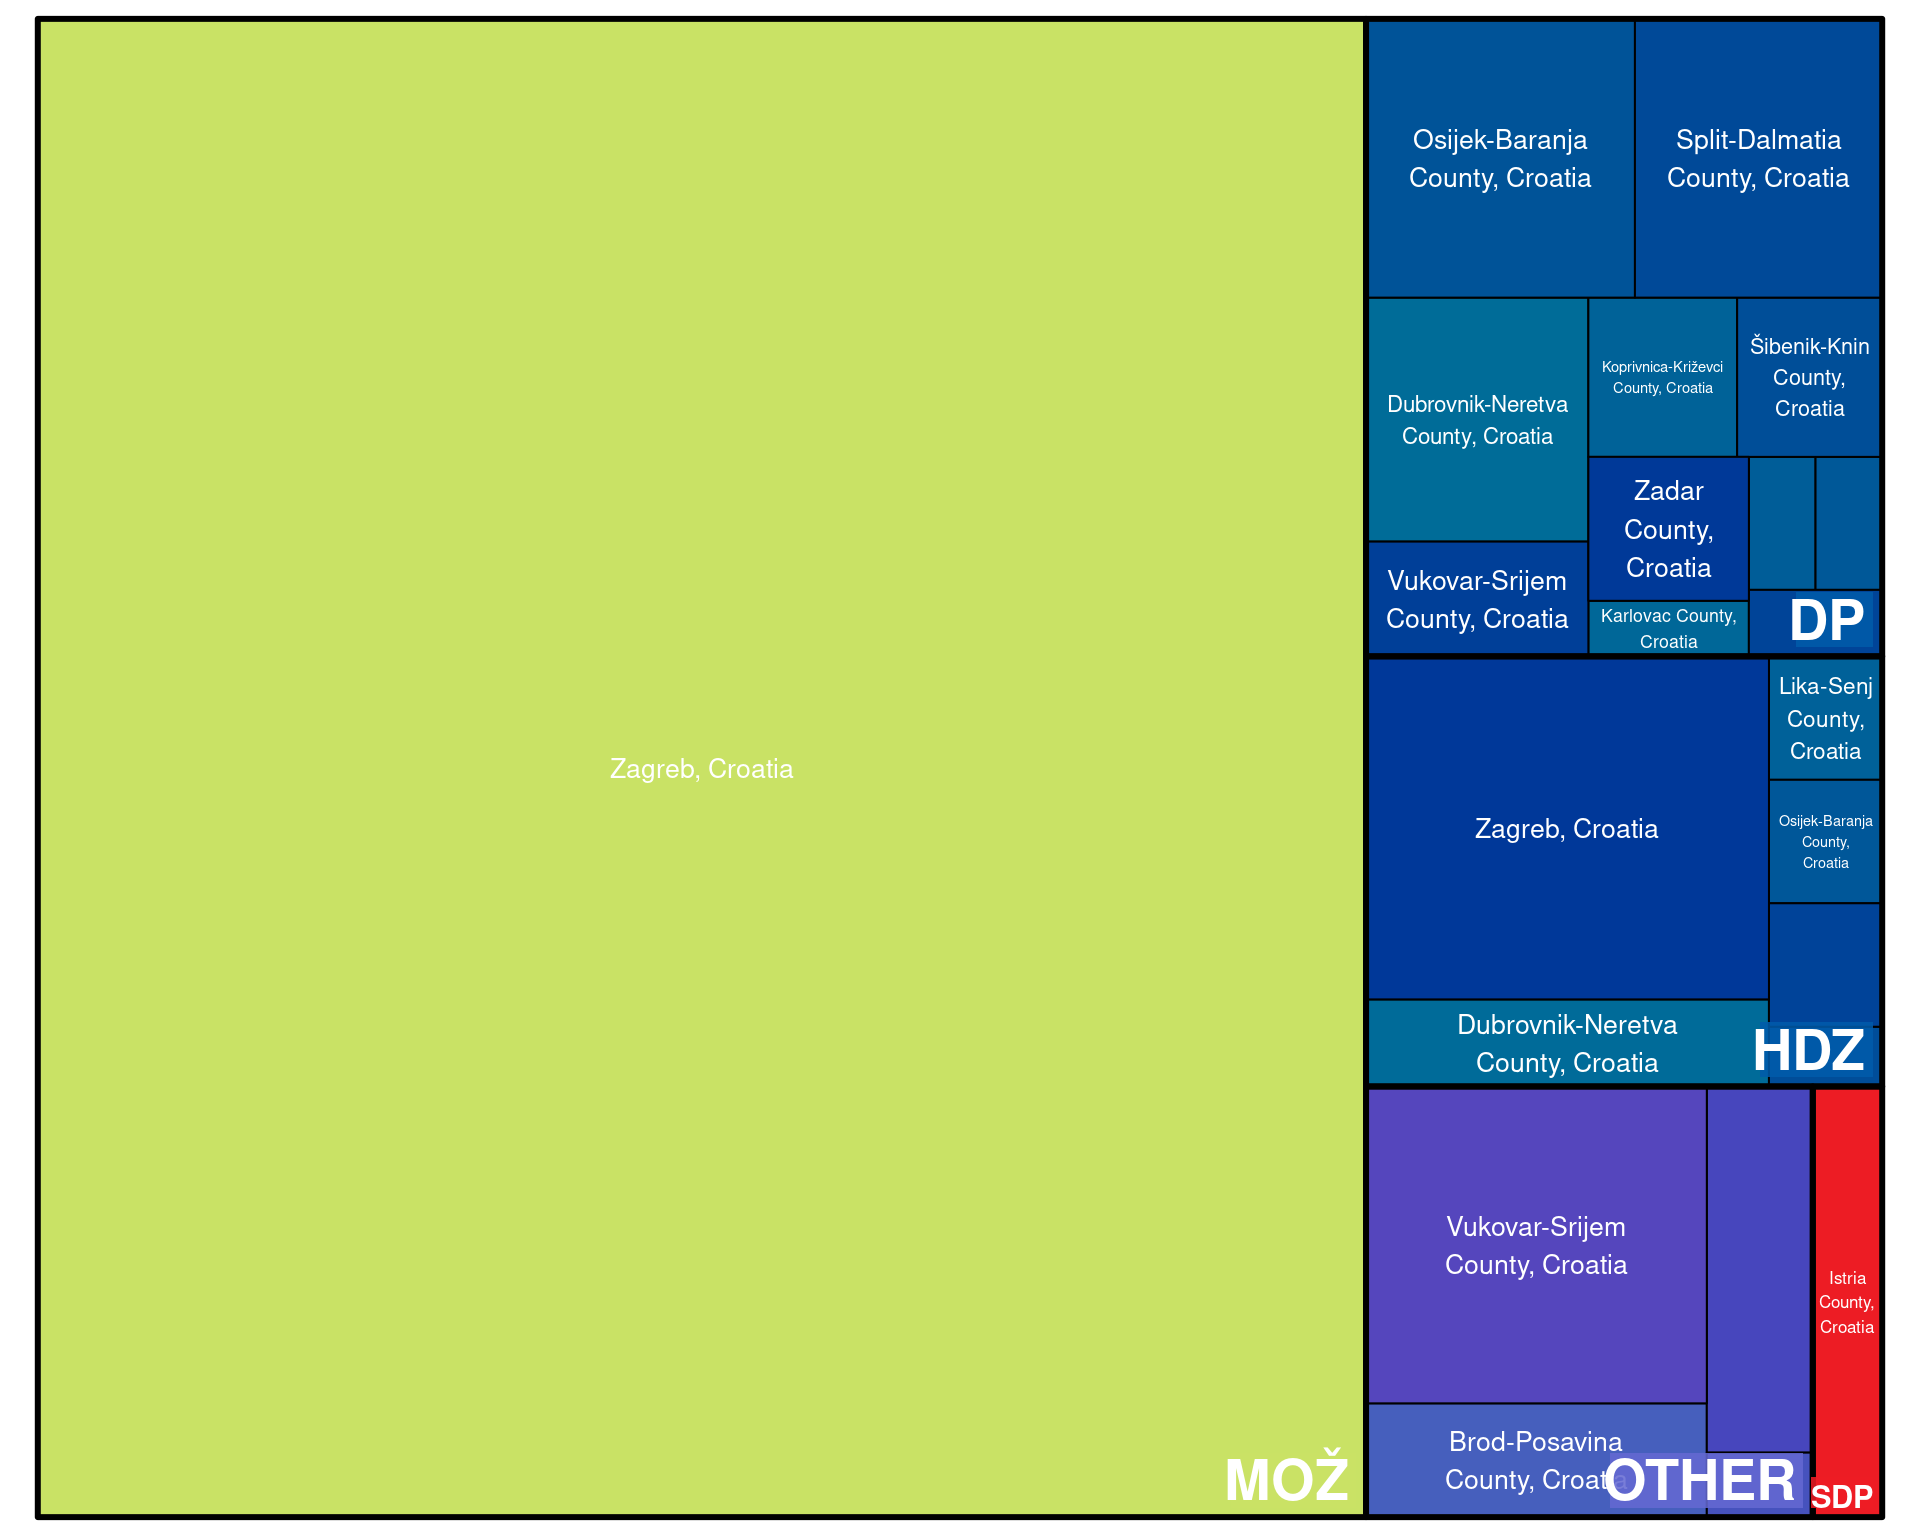 Zagreb, Croatia
MOŽ
Osijek-Baranja
County, Croatia
Split-Dalmatia
County, Croatia
Dubrovnik-Neretva
County, Croatia
Koprivnica-Križevci
County, Croatia
Šibenik-Knin
County,
Croatia
Vukovar-Srijem
County, Croatia
Zadar
County,
Croatia
Karlovac County,
Croatia
DP
Zagreb, Croatia
Lika-Senj
County,
Croatia
Osijek-Baranja
County,
Croatia
Dubrovnik-Neretva
County, Croatia
HDZ
Vukovar-Srijem
County, Croatia
Brod-Posavina
County, Croatia
OTHER
Istria
County,
Croatia
SDP